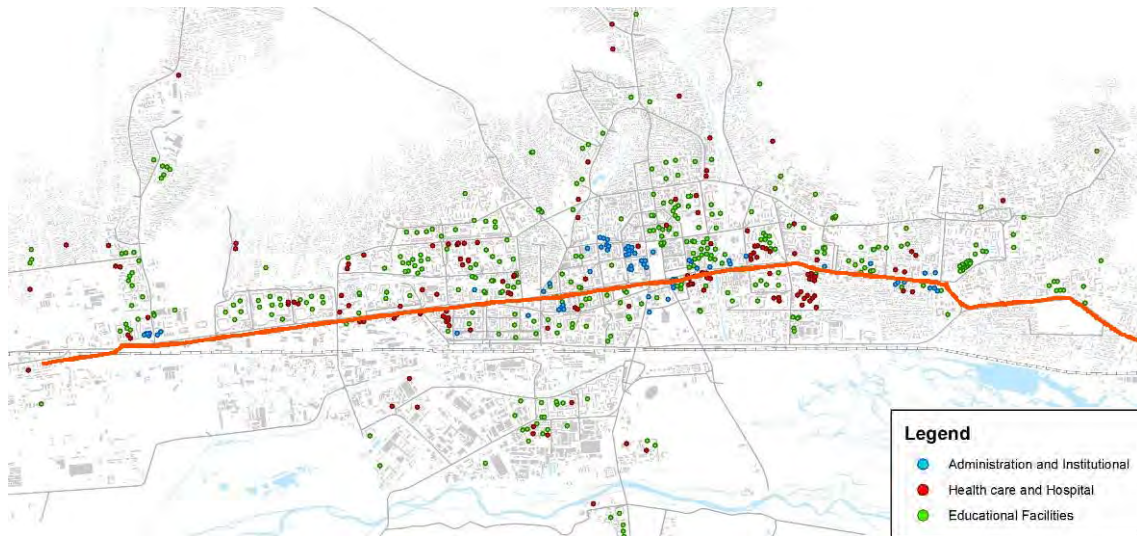 Legend
Administration and Institutional
Health care and Hospital
Educational Facilities